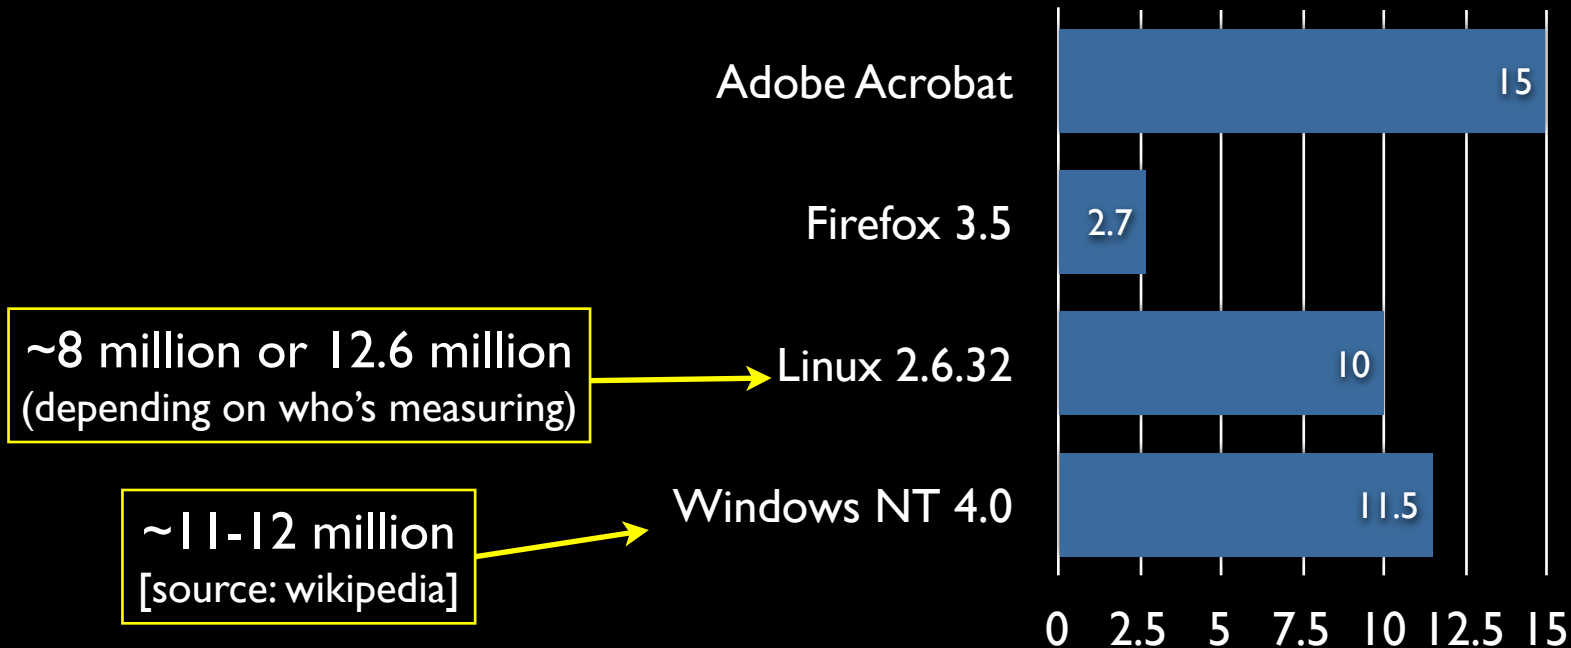 Adobe Acrobat
15
Firefox 3.5
2.7
~8 million or 12.6 million
(depending on who's measuring)
Linux 2.6.32
10
~11-12 million
[source: wikipedia]
Windows NT 4.0
11.5
0 2.5 5 7.5 10 12.5 15